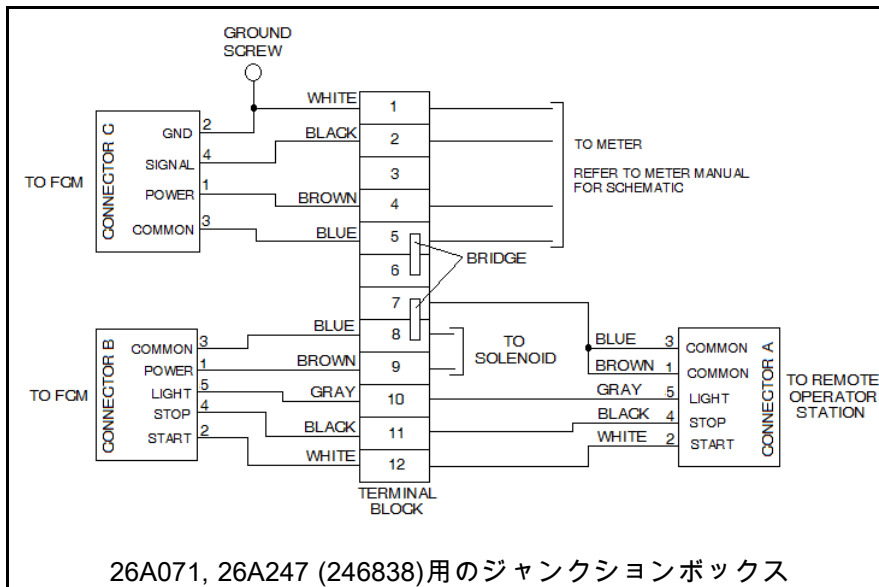 GROUND
SCREW
CONNECTOR C
TO FCM
GND 2
SIGNAL 4
POWER 1
COMMON 3
WHITE
BLACK
BROWN
BLUE
1
2
3
4
5
6
7
8
9
10
11
12
TERMINAL
BLOCK
TO METER
REFER TO METER MANUAL
FOR SCHEMATIC
BRIDGE
TO
SOLENOID
CONNECTOR B
TO FCM
COMMON 3
POWER 1
LIGHT 5
STOP 4
START 2
BLUE
BROWN
GRAY
BLACK
WHITE
BLUE 3 COMMON
BROWN 1 COMMON
GRAY 5 LIGHT
BLACK 4 STOP
WHITE 2 START
CONNECTOR A
TO REMOTE
OPERATOR
STATION
26A071, 26A247 (246838)用のジャンクションボックス